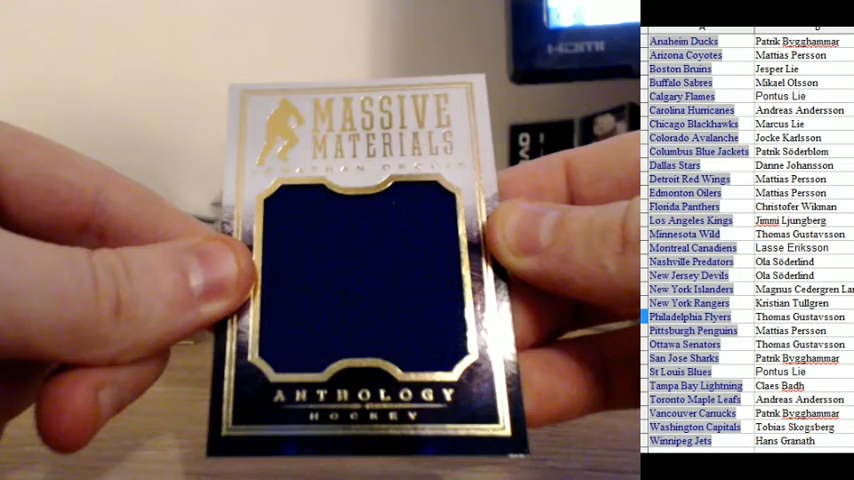 HDMI
MASSIVE
MATERIALS
ANTHOLOGY
HOCKEY
Anaheim Ducks Patrik Bygghammar
Arizona Coyotes Mattias Persson
Boston Bruins Jesper Lie
Buffalo Sabres Mikael Olsson
Calgary Flames Pontus Lie
Carolina Hurricanes Andreas Andersson
Chicago Blackhawks Marcus Lie
Colorado Avalanche Jocke Karlsson
Columbus Blue Jackets Patrik Söderblom
Dallas Stars Danne Johansson
Detroit Red Wings Mattias Persson
Edmonton Oilers Mattias Persson
Florida Panthers Christofer Wikman
Los Angeles Kings Jimmi Ljungberg
Minnesota Wild Thomas Gustavsson
Montreal Canadiens Lasse Eriksson
Nashville Predators Ola Söderlind
New Jersey Devils Ola Söderlind
New York Islanders Magnus Cedergren Lar
New York Rangers Kristian Tullgren
Philadelphia Flyers Thomas Gustavsson
Pittsburgh Penguins Mattias Persson
Ottawa Senators Thomas Gustavsson
San Jose Sharks Patrik Bygghammar
St Louis Blues Pontus Lie
Tampa Bay Lightning Claes Badh
Toronto Maple Leafs Andreas Andersson
Vancouver Canucks Patrik Bygghammar
Washington Capitals Tobias Skogsberg
Winnipeg Jets Hans Granath